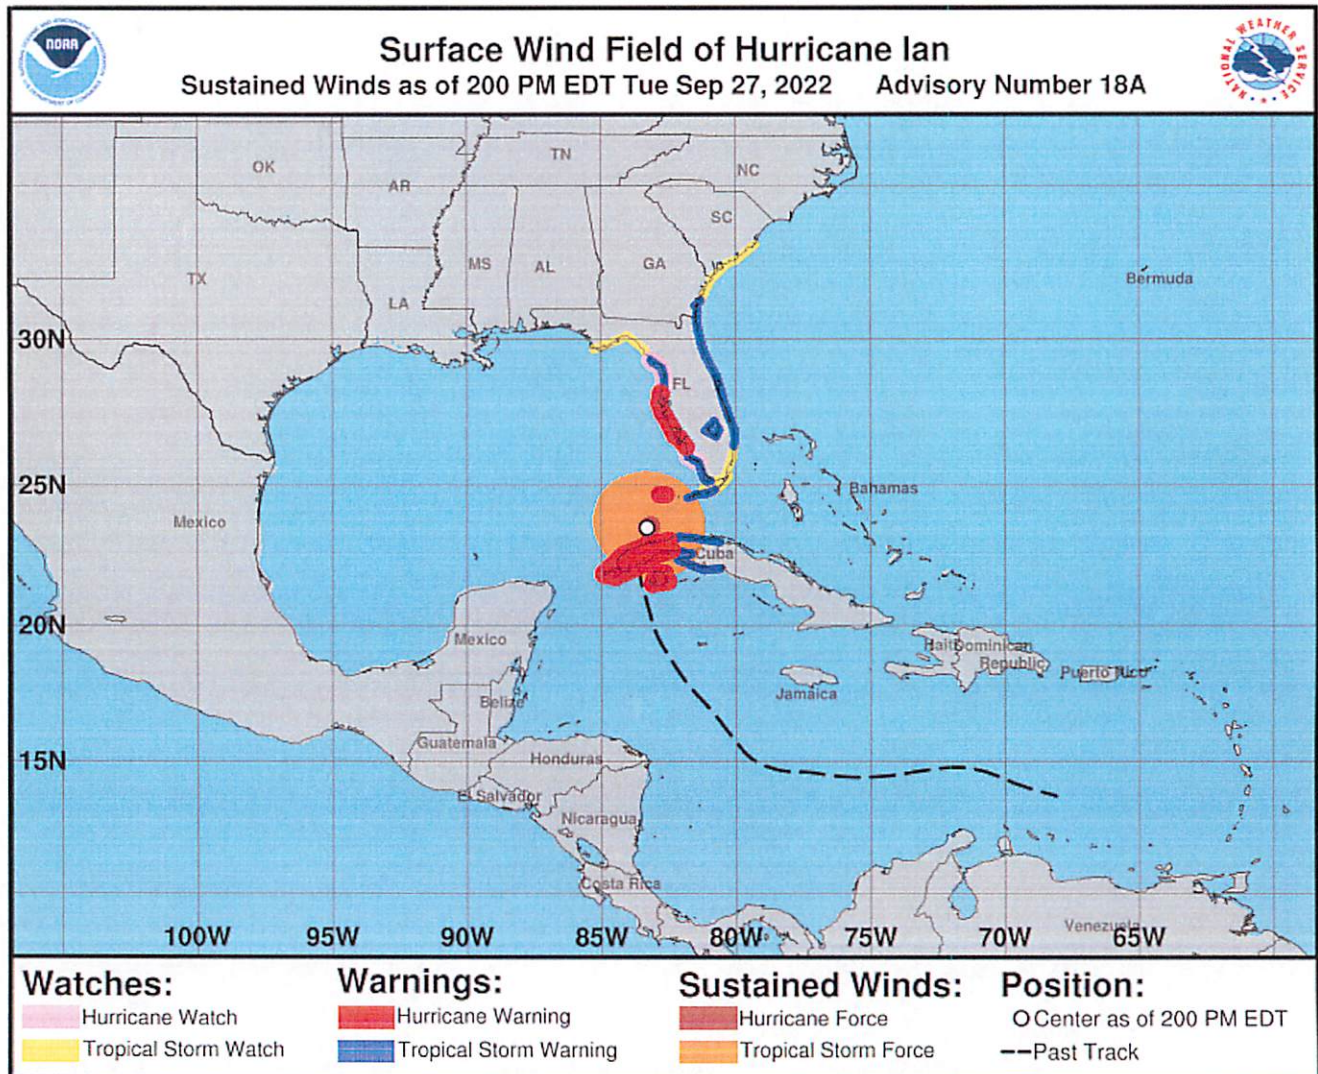 NOAA
Surface Wind Field of Hurricane Ian
Sustained Winds as of 200 PM EDT Tue Sep 27, 2022 Advisory Number 18A
NATIONAL WEATHER SERVICE
OK
TN
NC
AR
SC
TX
MS
AL
GA
LA
Bermuda
30N
FL
25N
Bahamas
Mexico
Cuba
20N
Mexico
Haiti
Dominican
Republic
Puerto Rico
Jamaica
Belize
Guatemala
15N
Honduras
El Salvador
Nicaragua
Costa Rica
Venezuela
100W 95W 90W 85W 80W 75W 70W 65W
Watches: Warnings: Sustained Winds: Position:
Hurricane Watch Hurricane Warning Hurricane Force Center as of 200 PM EDT
Tropical Storm Watch Tropical Storm Warning Tropical Storm Force Past Track